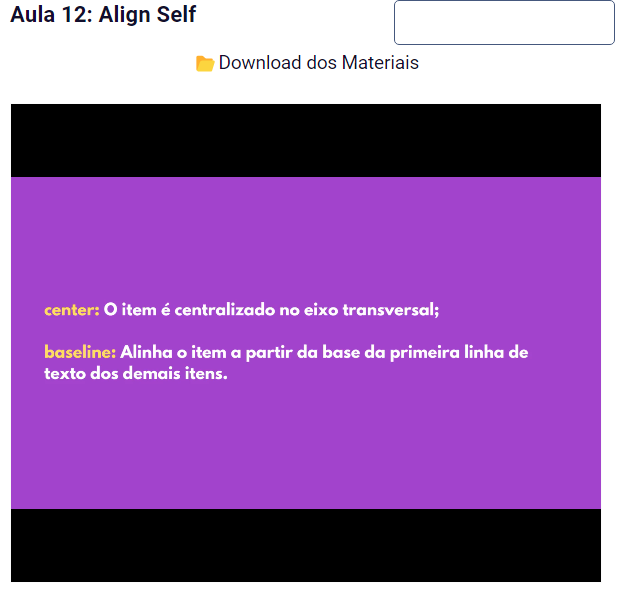 Aula 12: Align Self
Download dos Materiais
center: O item é centralizado no eixo transversal;
baseline: Alinha o item a partir da base da primeira linha de
texto dos demais itens.